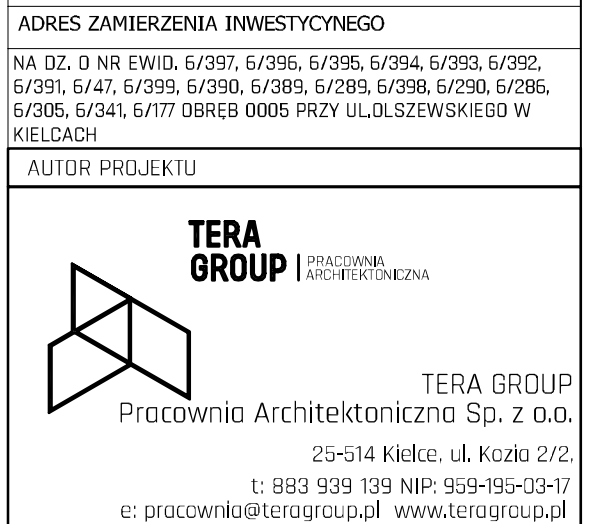 ADRES ZAMIERZENIA INWESTYCYNEGO
NA DZ. O NR EWID. 6/397, 6/396, 6/395, 6/394, 6/393, 6/392,
6/391, 6/47, 6/399, 6/390, 6/389, 6/289, 6/398, 6/290, 6/286,
6/305, 6/341, 6/177 OBRĘB 0005 PRZY UL.OLSZEWSKIEGO W
KIELCACH
AUTOR PROJEKTU
TERA
GROUP | PRACOWNIA
ARCHITEKTONICZNA
TERA GROUP
Pracownia Architektoniczna Sp. z o.o.
25-514 Kielce, ul. Kozia 2/2,
t: 883 939 139 NIP: 959-195-03-17
e: pracownia@teragroup.pl www.teragroup.pl